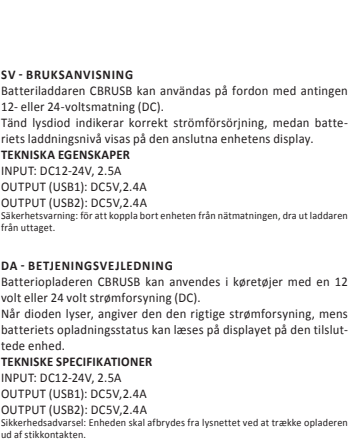 SV - BRUKSANVISNING
Batteriladdaren CBRUSB kan användas på fordon med antingen
12- eller 24-voltsmatning (DC).
Tänd lysdiod indikerar korrekt strömförsörjning, medan batte-
riets laddningsnivå visas på den anslutna enhetens display.
TEKNISKA EGENSKAPER
INPUT: DC12-24V, 2.5A
OUTPUT (USB1): DC5V,2.4A
OUTPUT (USB2): DC5V,2.4A
Säkerhetsvarning: för att koppla bort enheten från nätmatningen, dra ut laddaren
från uttaget.
DA - BETJENINGSVEJLEDNING
Batteriopladeren CBRUSB kan anvendes i køretøjer med en 12
volt eller 24 volt strømforsyning (DC).
Når dioden lyser, angiver den den rigtige strømforsyning, mens
batteriets opladningsstatus kan læses på displayet på den tilslut-
tede enhed.
TEKNISKE SPECIFIKATIONER
INPUT: DC12-24V, 2.5A
OUTPUT (USB1): DC5V,2.4A
OUTPUT (USB2): DC5V,2.4A
Sikkerhedsadvarsel: Enheden skal afbrydes fra lysnettet ved at trække opladeren
ud af stikkontakten.